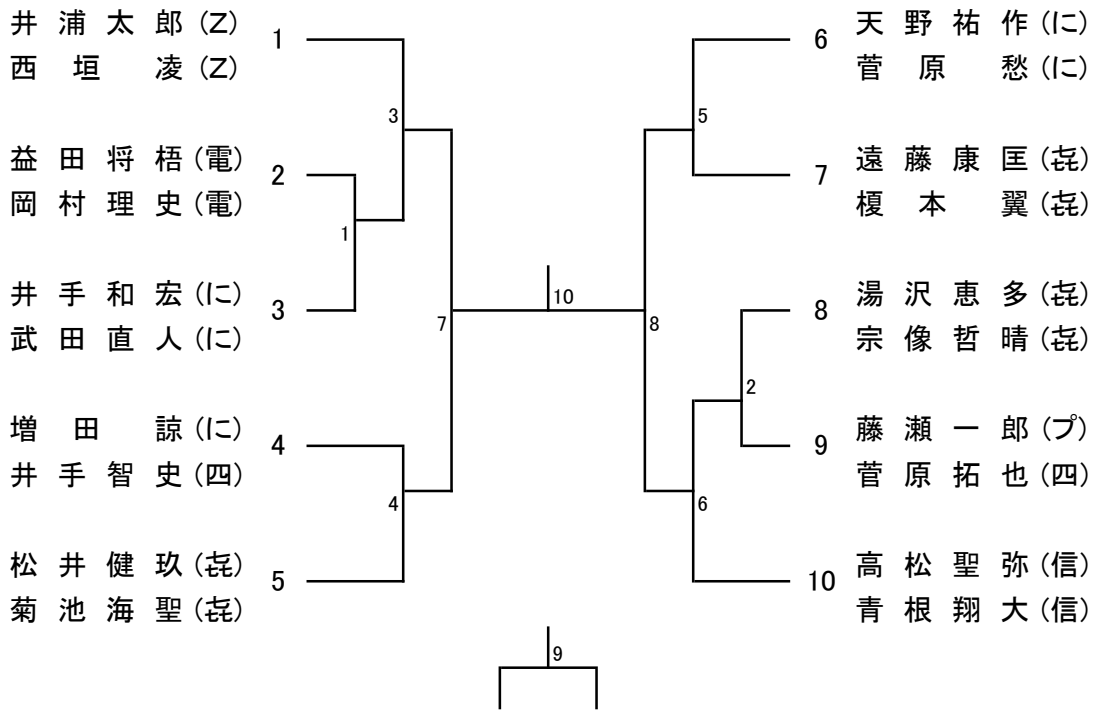 井浦太郎(Z) 1
西垣凌(Z)
益田将梧(電) 2
岡村理史(電)
井手和宏(に) 3
武田直人(に)
増田諒(に) 4
井手智史(四)
松井健玖(㐂) 5
菊池海聖(㐂)
3
1
7
4
10
9
5
8
2
6
6 天野祐作(に)
菅原愁(に)
7 遠藤康匡(㐂)
榎本翼(㐂)
8 湯沢恵多(㐂)
宗像哲晴(㐂)
9 藤瀬一郎(プ)
菅原拓也(四)
10 高松聖弥(信)
青根翔大(信)